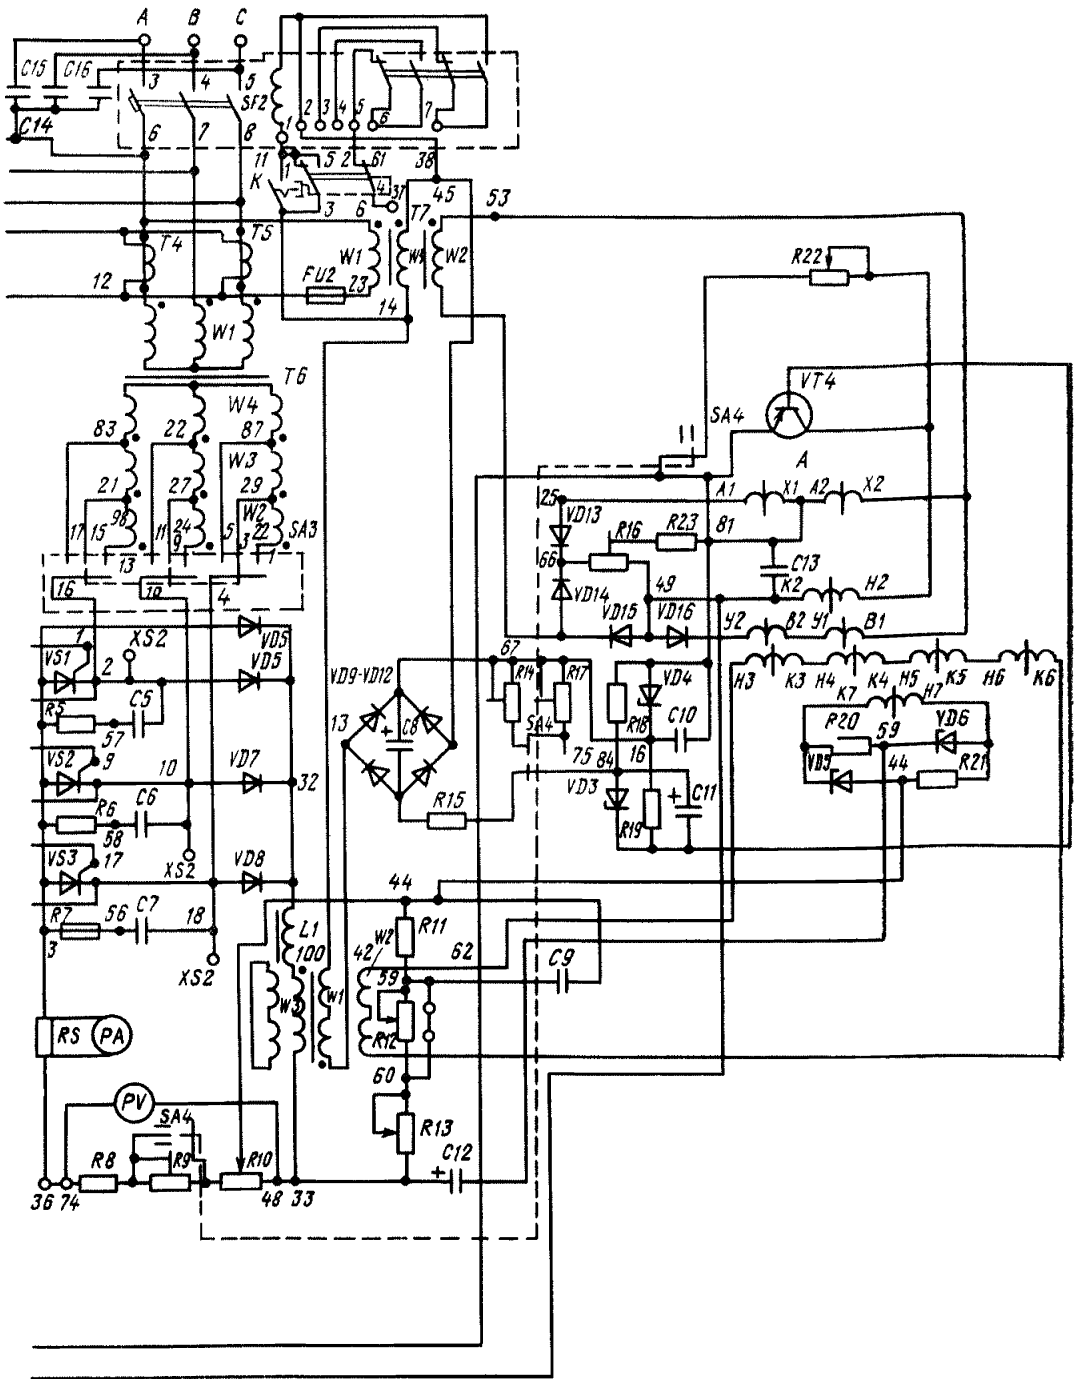 A B C
C15 C16 3 4 5 SF2 2 3 4 5 6 7
C14 6 7 8 1
11 1 5 2 61 38
K 4 37 45 53
3 6 T7
T4 T5 W1 W1 W2 R22
12 FU2 23
14
W1
T6 VT4
W4 SA4 11
83 22 87
W3 A
21 27 29 25 A1 X1 A2 X2
98 24 W2 22 SA3 VD13 R16 R23 81
17 15 11 9 5 3 1
13 66 C13
16 19 4 VD14 49 K2 H2
VD15 VD16 У2 В2 У1 В1
1 XS2 VD5 67
VS1 2 VD5 VD9-VD12 R14 R17 VD4 H3 K3 H4 K4 H5 K5 H6 K6
R5 C5 13 C8 SA4 R18 C10 K7 H7
57 R20 59 VD6
VS2 9 10 VD7 32 75 84 16 VD5 44 R21
VD3 C11
R6 C6 R15 R19
58
VS3 17 XS2 VD8 44
R7 56 C7 18 L1 R11
3 100 W2 42 62 C9
XS2 59
W3 W1
RS PA R12
60
PV
SA4 R13 C12
R8 R9 R10
36 74 48 33